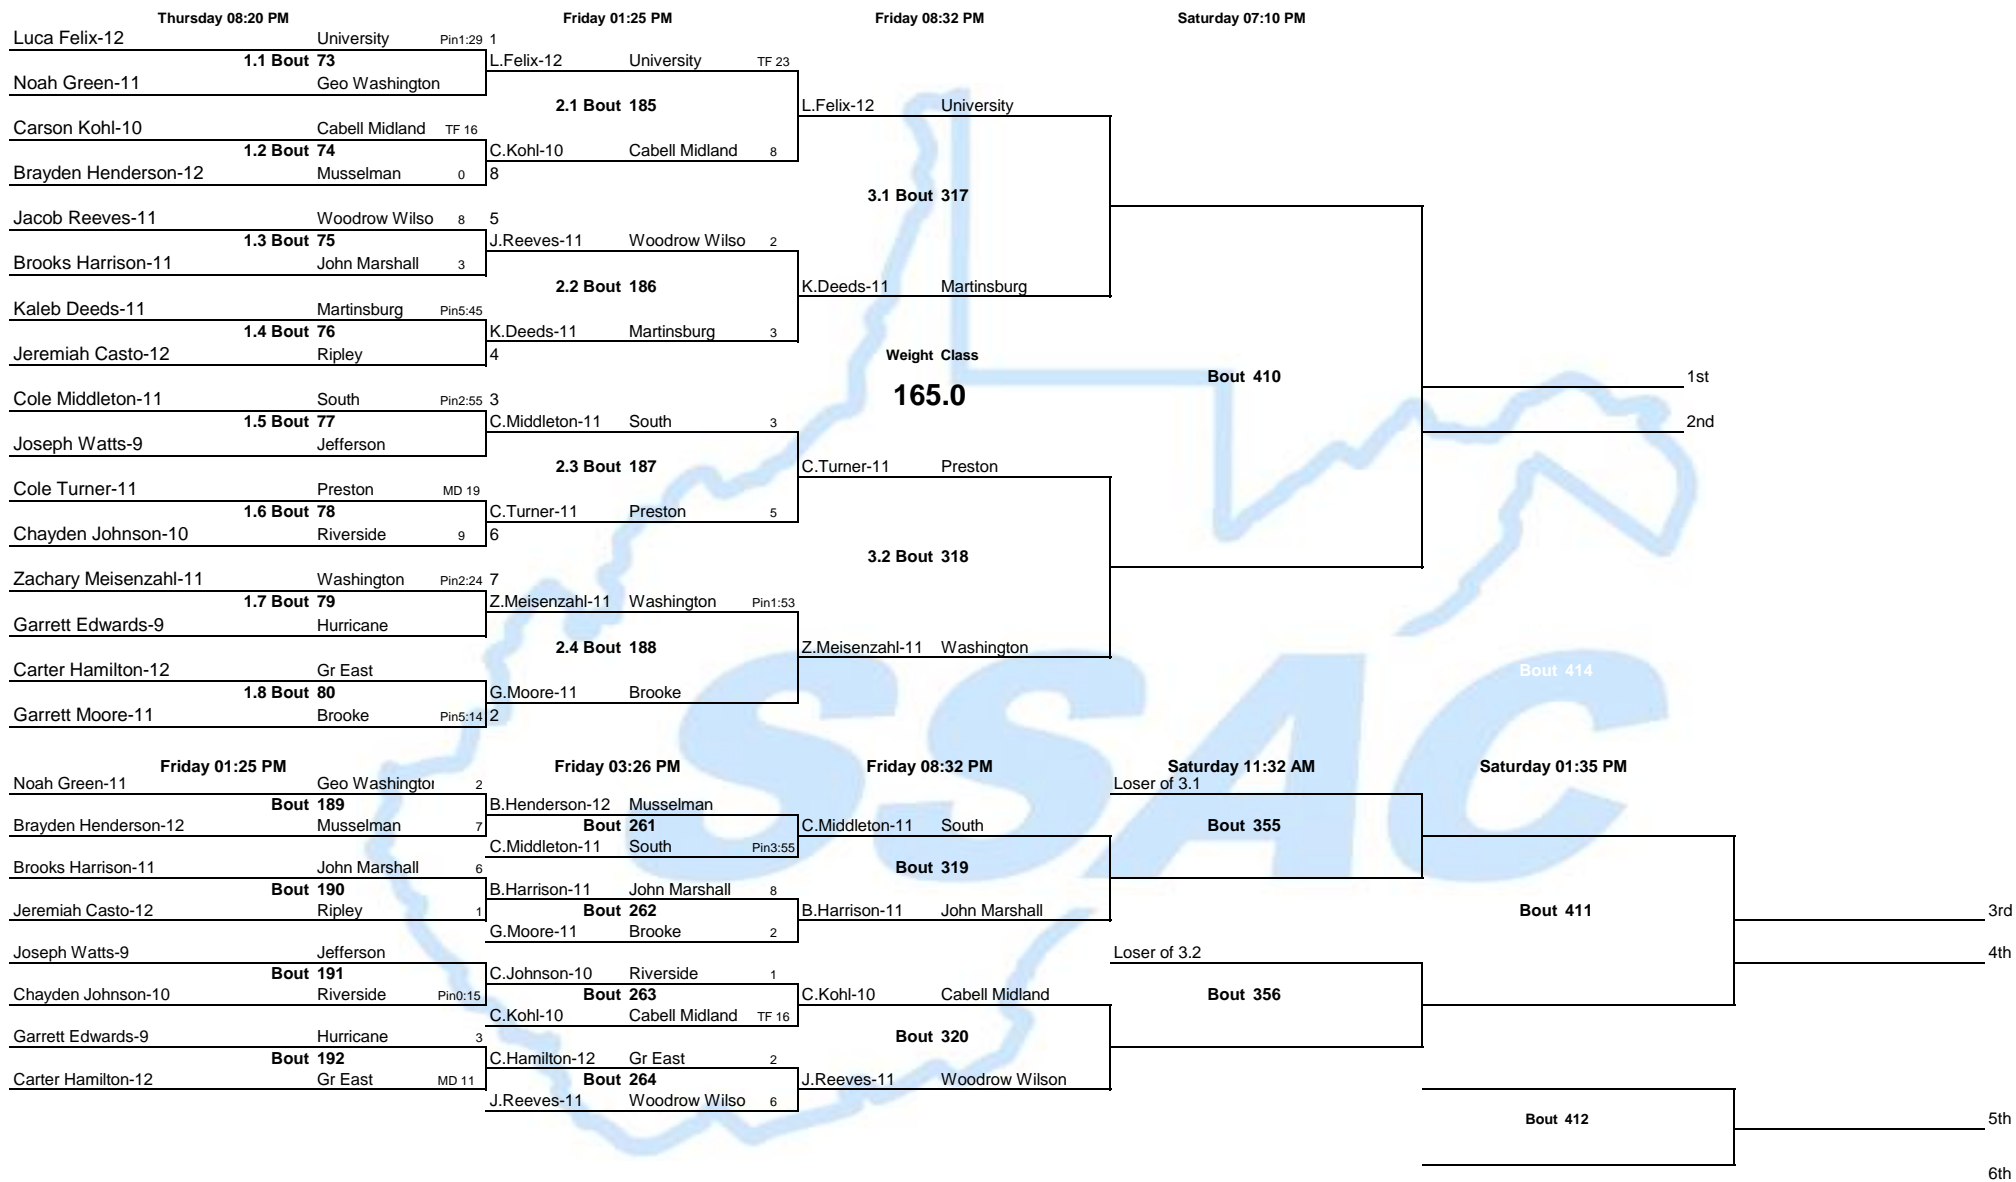 Thursday 08:20 PM Friday 01:25 PM Friday 08:32 PM Saturday 07:10 PM
Luca Felix-12 University Pin1:29 1
1.1 Bout 73 L.Felix-12 University TF 23
Noah Green-11 Geo Washington
2.1 Bout 185 L.Felix-12 University
Carson Kohl-10 Cabell Midland TF 16
1.2 Bout 74 C.Kohl-10 Cabell Midland 8
Brayden Henderson-12 Musselman 0 8
3.1 Bout 317
Jacob Reeves-11 Woodrow Wilso 8 5
1.3 Bout 75 J.Reeves-11 Woodrow Wilso 2
Brooks Harrison-11 John Marshall 3
2.2 Bout 186 K.Deeds-11 Martinsburg
Kaleb Deeds-11 Martinsburg Pin5:45
1.4 Bout 76 K.Deeds-11 Martinsburg 3
Jeremiah Casto-12 Ripley 4
Weight Class
Bout 410 1st
165.0
Cole Middleton-11 South Pin2:55 3
1.5 Bout 77 C.Middleton-11 South 3 2nd
Joseph Watts-9 Jefferson
2.3 Bout 187 C.Turner-11 Preston
Cole Turner-11 Preston MD 19
1.6 Bout 78 C.Turner-11 Preston 5
Chayden Johnson-10 Riverside 9 6
3.2 Bout 318
Zachary Meisenzahl-11 Washington Pin2:24 7
1.7 Bout 79 Z.Meisenzahl-11 Washington Pin1:53
Garrett Edwards-9 Hurricane
2.4 Bout 188 Z.Meisenzahl-11 Washington
Carter Hamilton-12 Gr East Bout 414
1.8 Bout 80 G.Moore-11 Brooke
Garrett Moore-11 Brooke Pin5:14 2
SSAC
Friday 01:25 PM Friday 03:26 PM Friday 08:32 PM Saturday 11:32 AM Saturday 01:35 PM
Noah Green-11 Geo Washingto 2 Loser of 3.1
Bout 189 B.Henderson-12 Musselman
Brayden Henderson-12 Musselman 7 Bout 261 C.Middleton-11 South Bout 355
C.Middleton-11 South Pin3:55
Brooks Harrison-11 John Marshall 6 Bout 319
Bout 190 B.Harrison-11 John Marshall 8
Jeremiah Casto-12 Ripley 1 Bout 262 B.Harrison-11 John Marshall Bout 411 3rd
G.Moore-11 Brooke 2
Joseph Watts-9 Jefferson Loser of 3.2 4th
Bout 191 C.Johnson-10 Riverside 1
Chayden Johnson-10 Riverside Pin0:15 Bout 263 C.Kohl-10 Cabell Midland Bout 356
C.Kohl-10 Cabell Midland TF 16
Garrett Edwards-9 Hurricane 3 Bout 320
Bout 192 C.Hamilton-12 Gr East 2
Carter Hamilton-12 Gr East MD 11 Bout 264 J.Reeves-11 Woodrow Wilson
J.Reeves-11 Woodrow Wilso 6
Bout 412 5th
6th